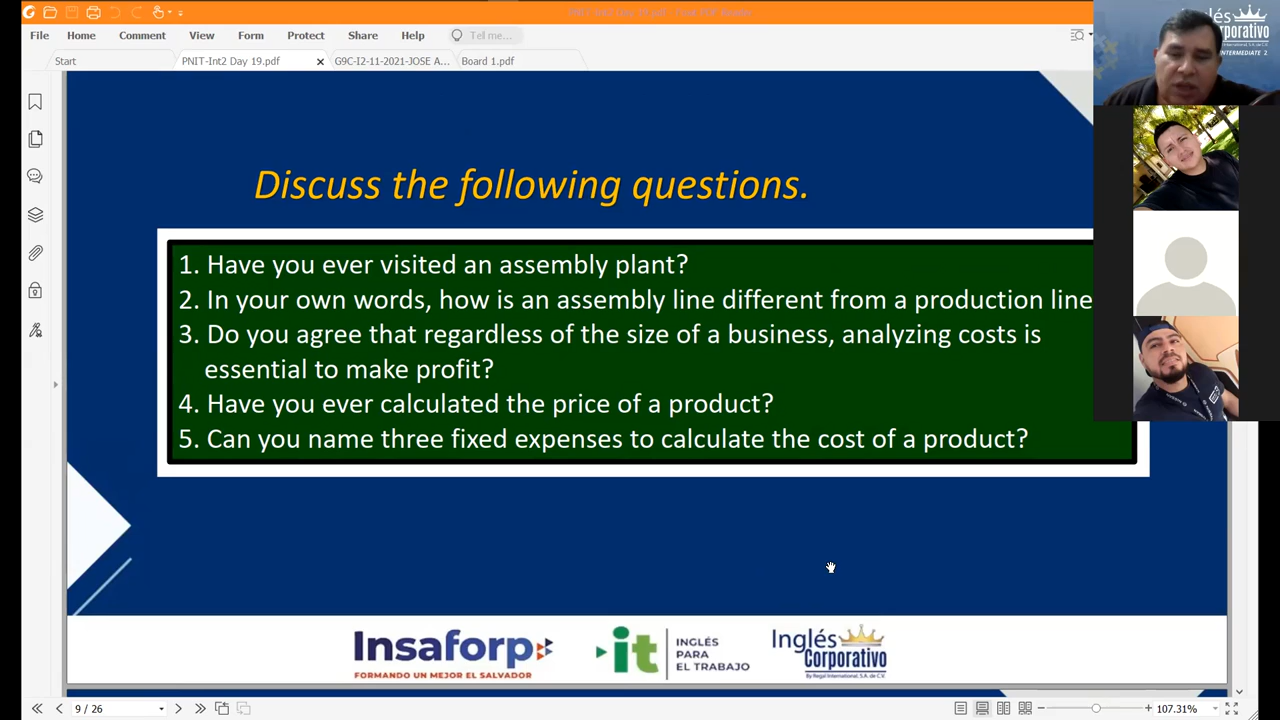 File Home Comment View Form Protect Share Help Tell me...
Start PNIT-Int2 Day 19.pdf G9C-I2-11-2021-JOSE A... Board 1.pdf
Inglés
Corporativo
INTERMEDIATE 2
Discuss the following questions.
1. Have you ever visited an assembly plant?
2. In your own words, how is an assembly line different from a production line
3. Do you agree that regardless of the size of a business, analyzing costs is
essential to make profit?
4. Have you ever calculated the price of a product?
5. Can you name three fixed expenses to calculate the cost of a product?
Insaforp
FORMANDO UN MEJOR EL SALVADOR
it
INGLÉS
PARA
EL TRABAJO
Inglés
Corporativo
By Regal International, S.A. de C.V.
9 / 26
107.31%